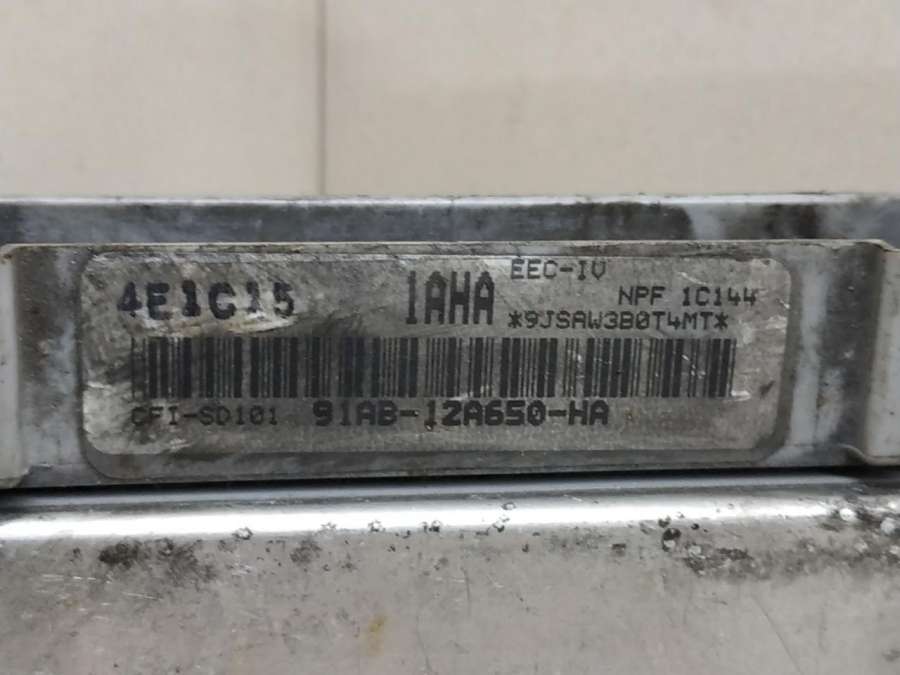 4E1C15 1AHA EEC-IV
NPF 1C144
*9JSAW3B0T4MT*
CFI-SD101 91AB-12A650-HA